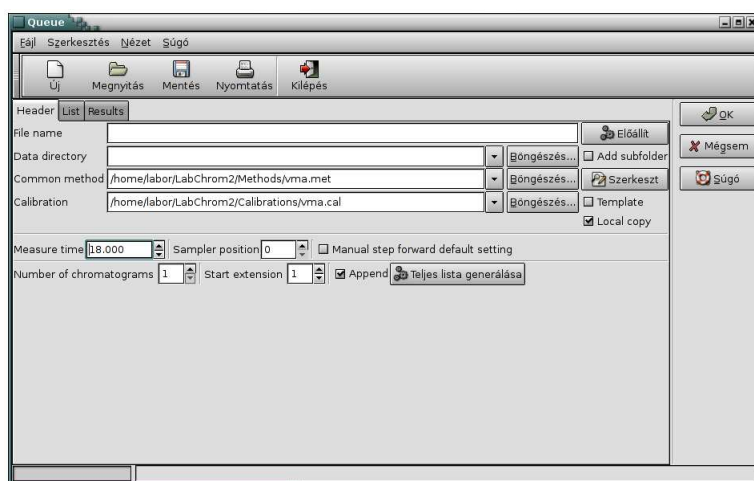 Queue
Fájl Szerkesztés Nézet Súgó
Új Megnyitás Mentés Nyomtatás Kilépés
Header List Results
File name Előállít
Data directory Böngészés... Add subfolder
Common method /home/labor/LabChrom2/Methods/vma.met Böngészés... Szerkeszt
Calibration /home/labor/LabChrom2/Calibrations/vma.cal Böngészés... Template
Local copy
Measure time 18.000 Sampler position 0 Manual step forward default setting
Number of chromatograms 1 Start extension 1 Append Teljes lista generálása
OK
Mégsem
Súgó